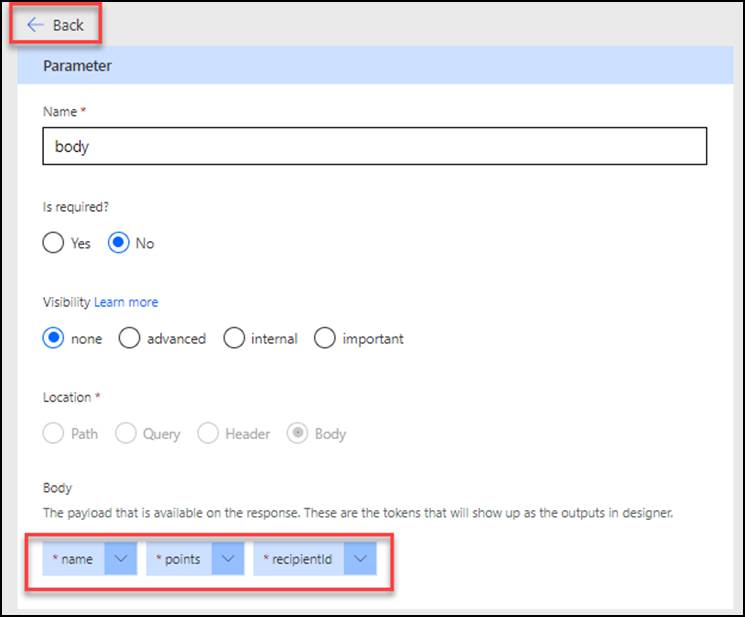 Back
Parameter
Name *
body
Is required?
Yes No
Visibility Learn more
none advanced internal important
Location *
Path Query Header Body
Body
The payload that is available on the response. These are the tokens that will show up as the outputs in designer.
* name * points * recipientId